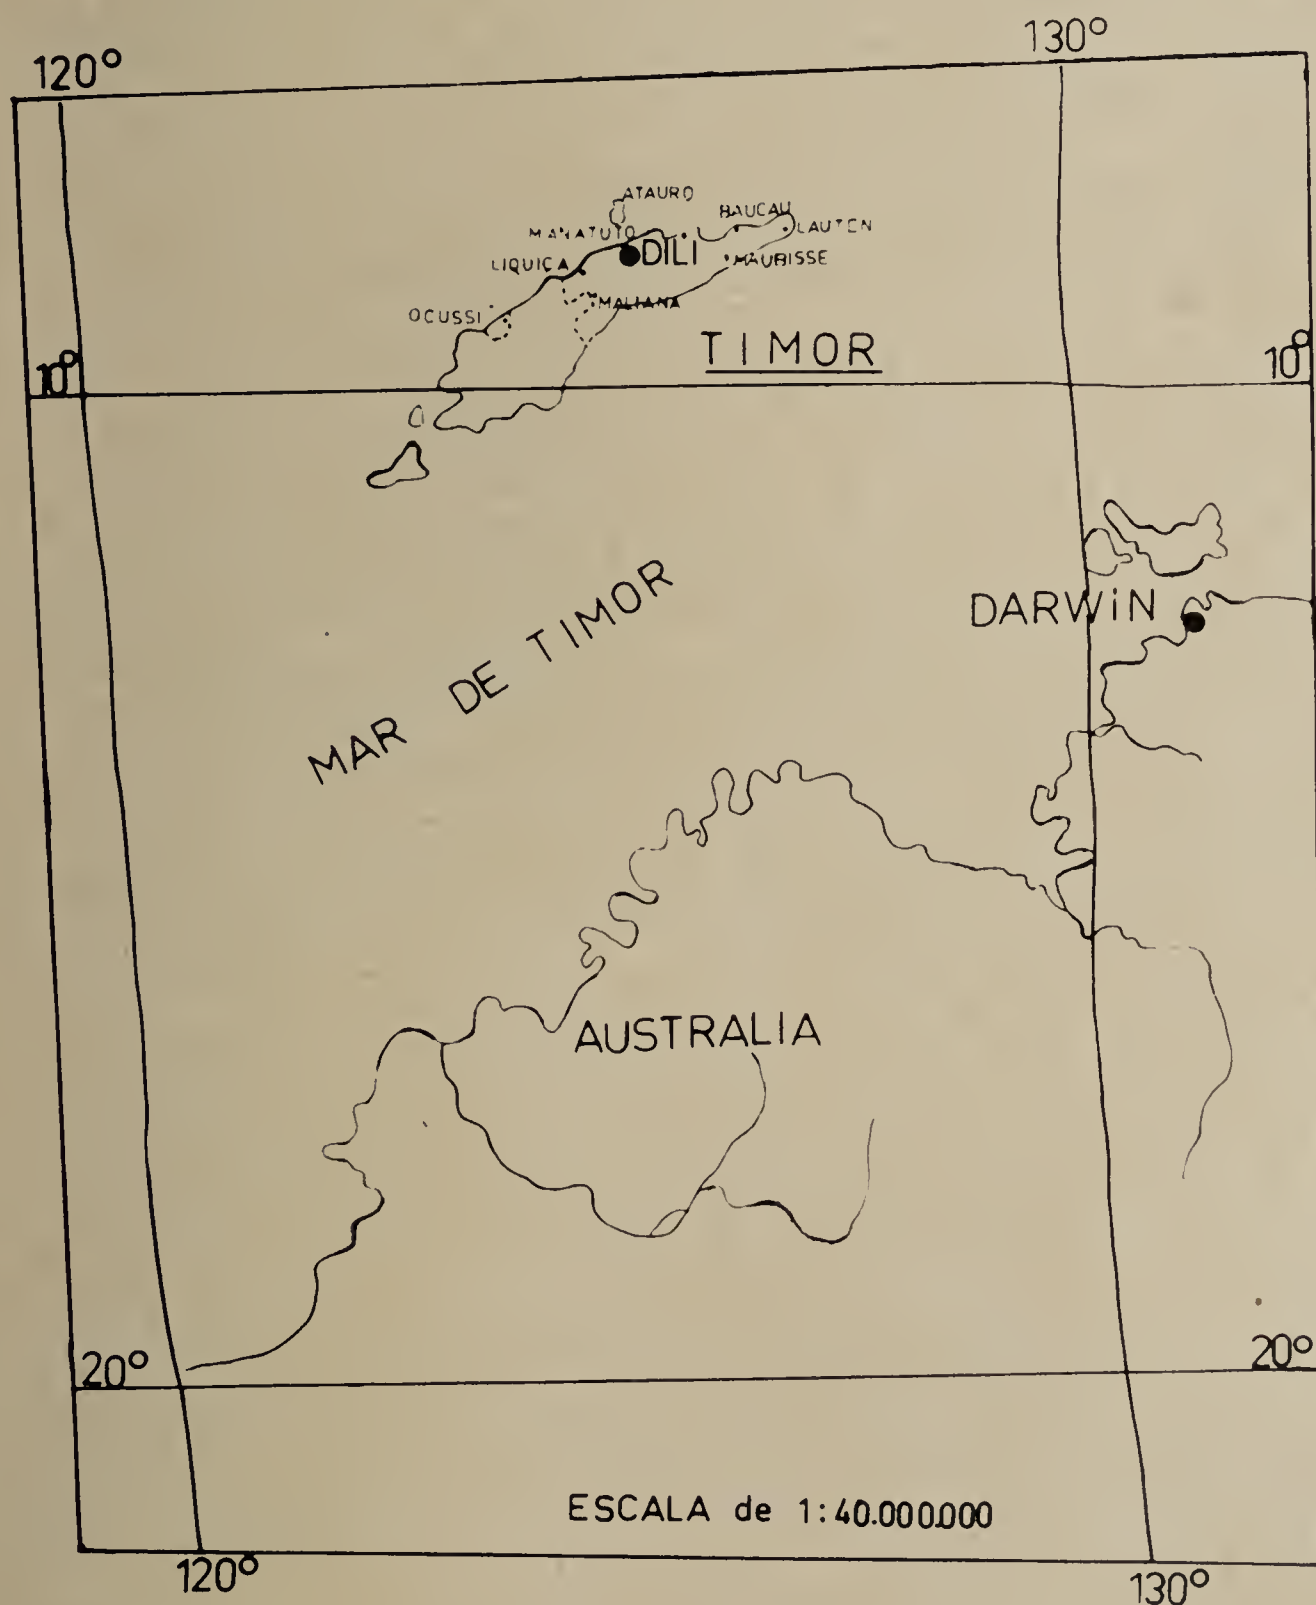 130°
120°
ATAURO
BAUCAU
MANATUTO
LAUTEN
DILI
MAUBISSE
LIQUICA
MALIANA
OCUSSI
TIMOR
10°
10°
DARWiN
MAR DE TIMOR
AUSTRALIA
20°
20°
ESCALA de 1:40.000.000
120°
130°